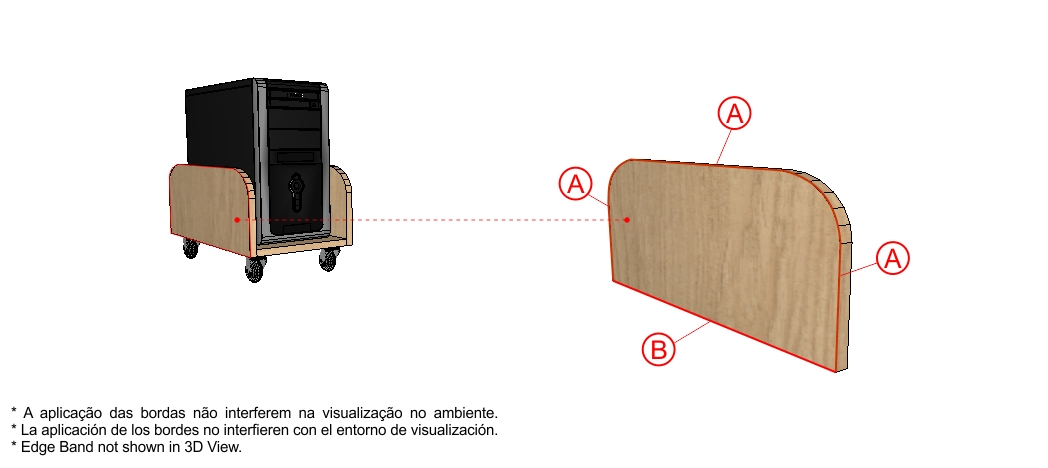 A
A
A
B
* A aplicação das bordas não interferem na visualização no ambiente.
* La aplicación de los bordes no interfieren con el entorno de visualización.
* Edge Band not shown in 3D View.